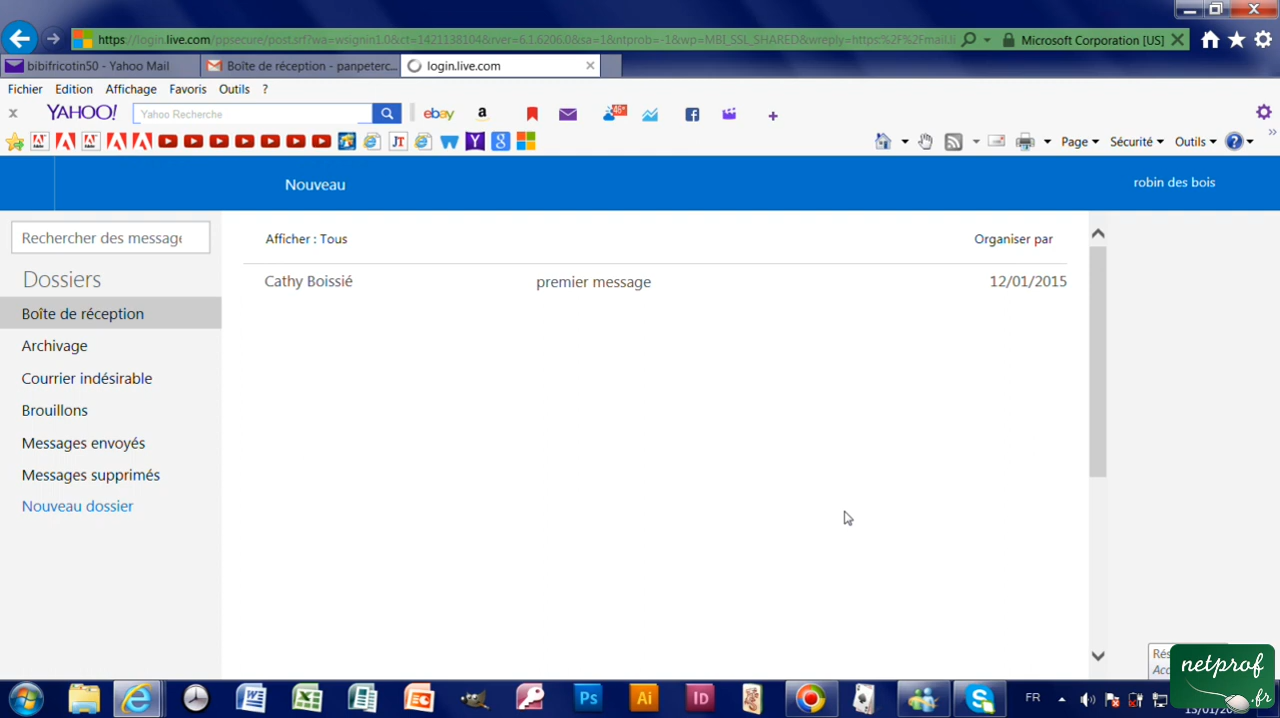 https://login.live.com/ppsecure/post.srf?wa=wsignin1.0&ct=1421138104&rver=6.1.6206.0&sa=1&ntprob=-1&wp=MBI_SSL_SHARED&wreply=https:%2F%2Fmail.li
Microsoft Corporation [US]
bibifricotin50 - Yahoo Mail
Boîte de réception - panpeterc...
login.live.com
Fichier Edition Affichage Favoris Outils ?
x YAHOO! Yahoo Recherche ebay a
JT Y g Page Sécurité Outils ?
Nouveau
robin des bois
Rechercher des message
Afficher : Tous
Organiser par
Dossiers
Cathy Boissié premier message 12/01/2015
Boîte de réception
Archivage
Courrier indésirable
Brouillons
Messages envoyés
Messages supprimés
Nouveau dossier
netprof
.fr
Ps Ai ID FR